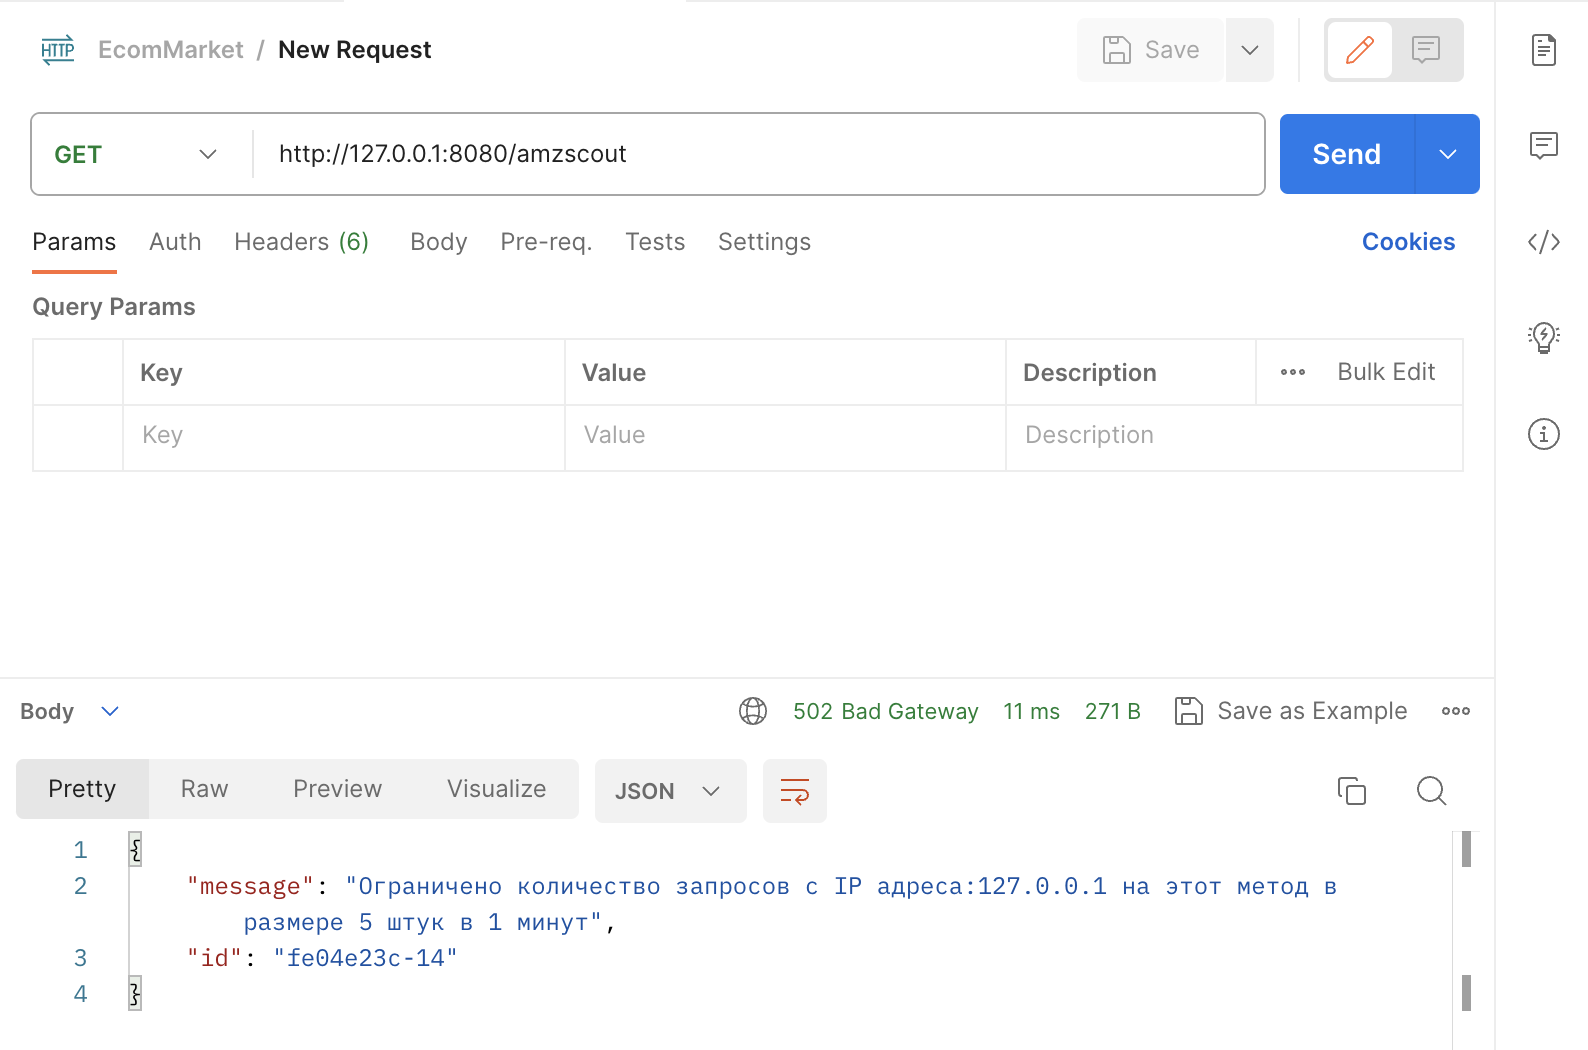 HTTP EcomMarket / New Request Save
GET http://127.0.0.1:8080/amzscout Send
Params Auth Headers (6) Body Pre-req. Tests Settings Cookies
Query Params
Key Value Description Bulk Edit
Key Value Description
Body 502 Bad Gateway 11 ms 271 B Save as Example
Pretty Raw Preview Visualize JSON
1 {
2 "message": "Ограничено количество запросов с IP адреса:127.0.0.1 на этот метод в
размере 5 штук в 1 минут",
3 "id": "fe04e23c-14"
4 }